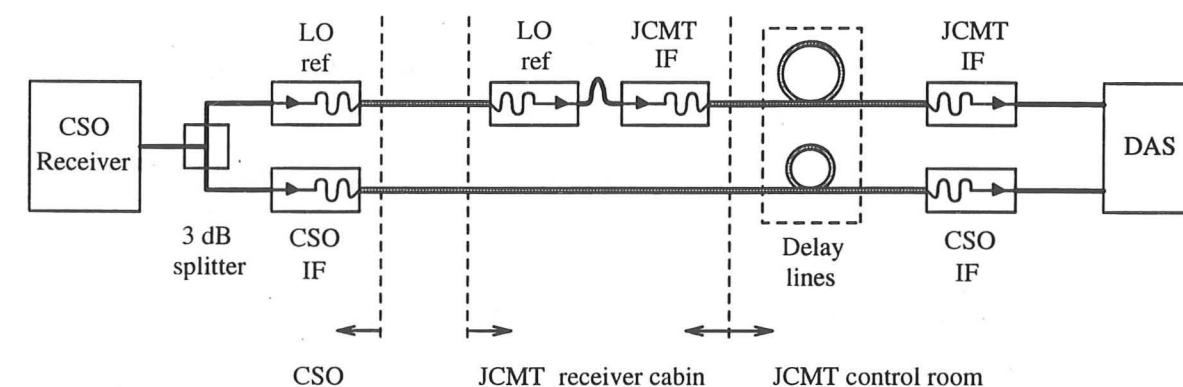 LO
ref
LO
ref
JCMT
IF
JCMT
IF
CSO
Receiver
DAS
3 dB
splitter
CSO
IF
Delay
lines
CSO
IF
CSO
JCMT receiver cabin
JCMT control room